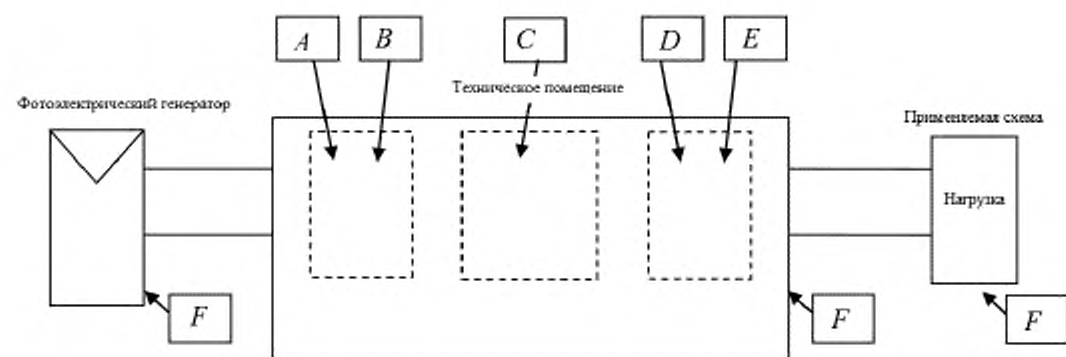 A B C D E
Техническое помещение
Фотоэлектрический генератор
Применяемая схема
Нагрузка
F F F